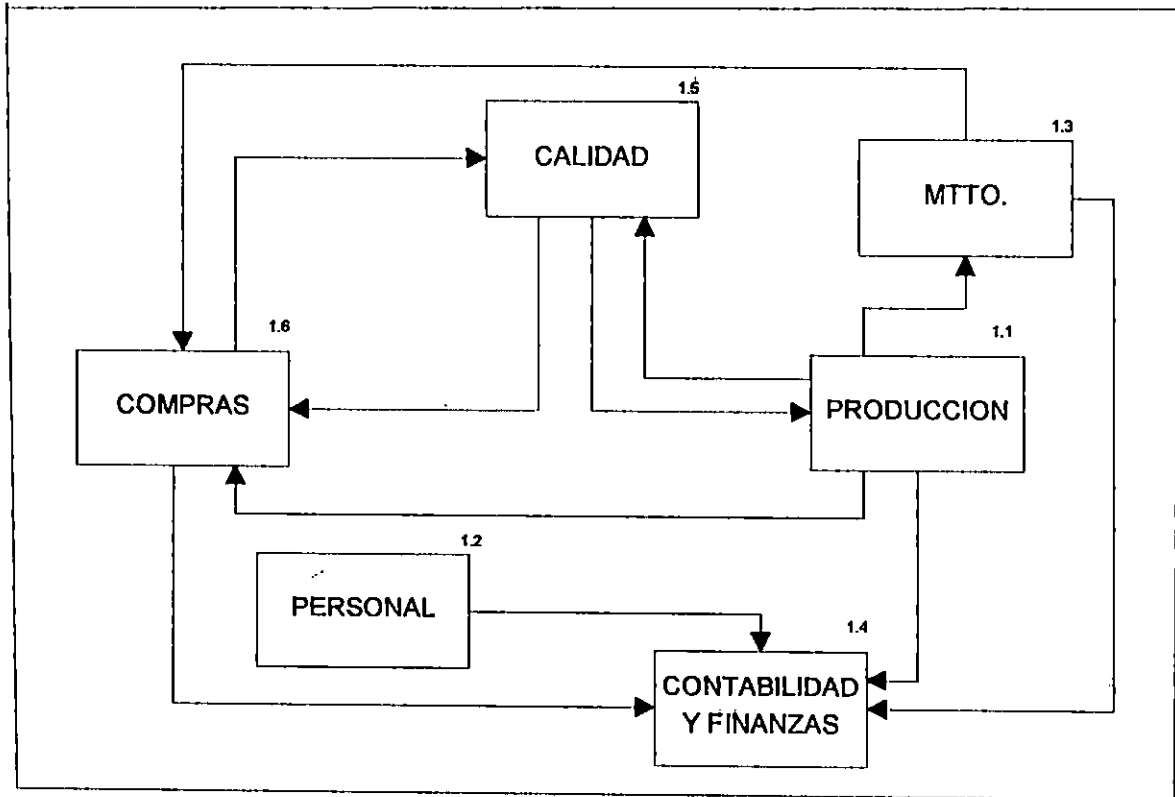 1.5
CALIDAD
1.3
MTTO.
1.6
COMPRAS
1.1
PRODUCCION
1.2
PERSONAL
1.4
CONTABILIDAD
Y FINANZAS